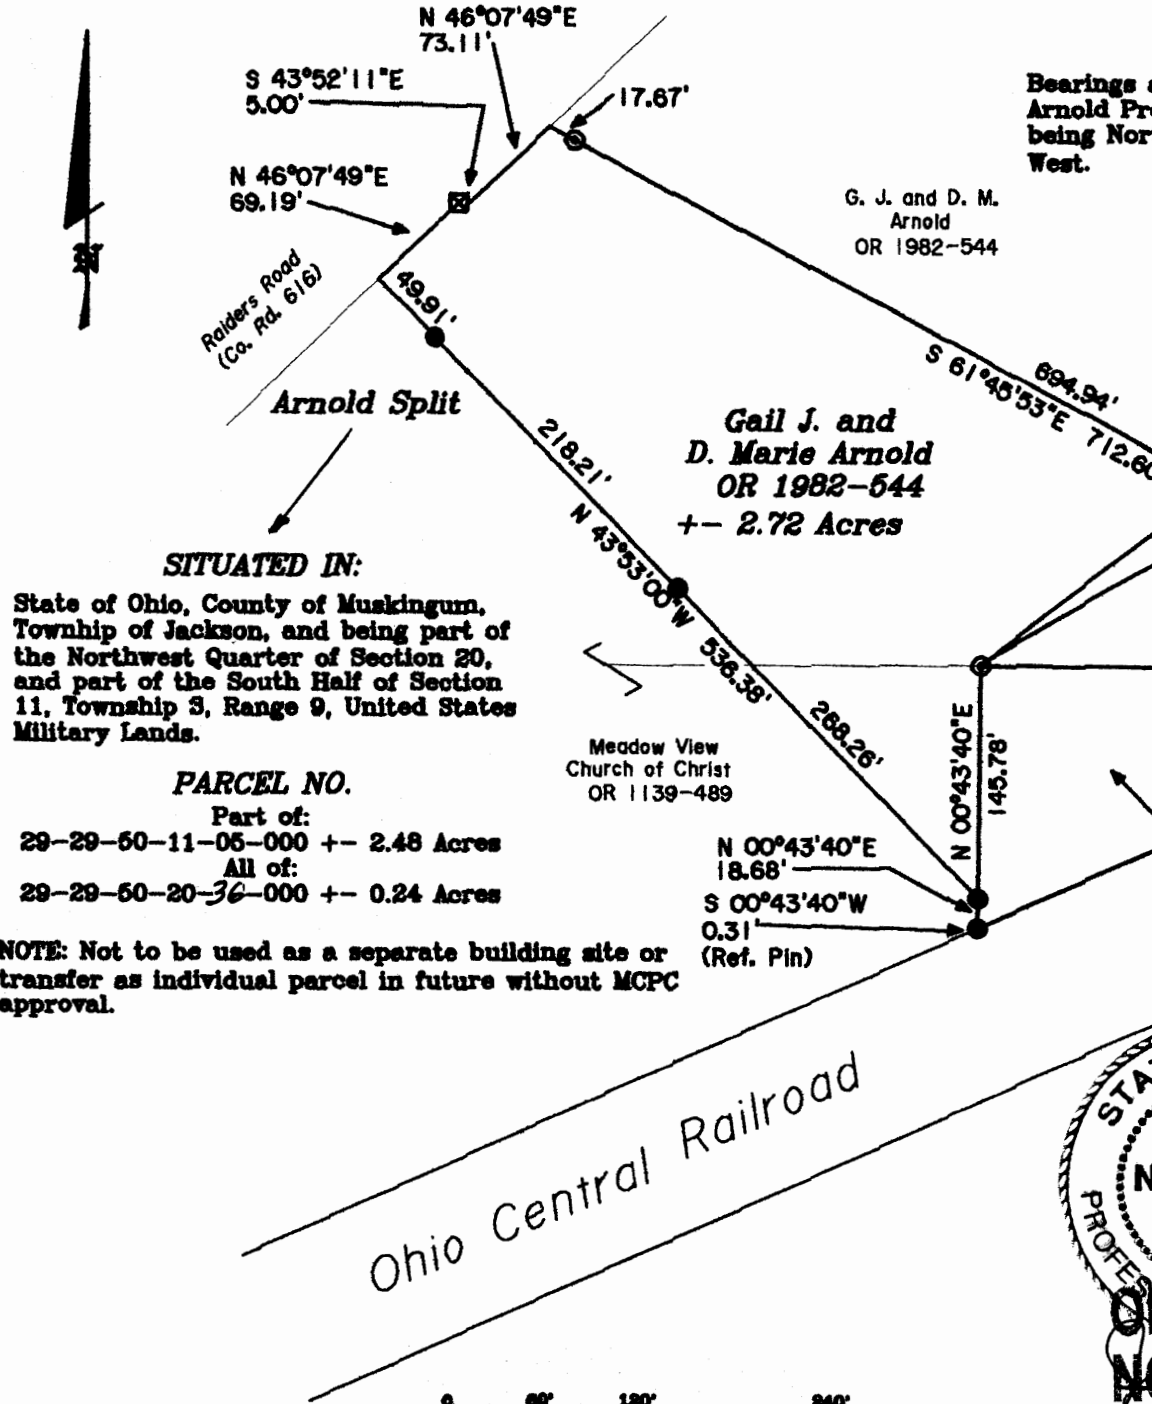 N 46°07'49"E
73.11'
S 43°52'11"E
5.00'
17.67'
N 46°07'49"E
69.19'
Bearings
Arnold
being
West.
G. J. and D. M.
Arnold
OR 1982-544
N
Raiders Road
(Co. Rd. 616)
49.91'
Arnold Split
694.94'
S 61°45'53"E 712.60
218.21'
Gail J. and
D. Marie Arnold
OR 1982-544
+- 2.72 Acres
N 43°53'00"W 536.38'
SITUATED IN:
State of Ohio, County of Muskingum,
Townhip of Jackson, and being part of
the Northwest Quarter of Section 20,
and part of the South Half of Section
11, Township 3, Range 9, United States
Military Lands.
268.26'
N 00°43'40"E
145.78'
Meadow View
Church of Christ
OR 1139-489
PARCEL NO.
Part of:
29-29-50-11-05-000 +- 2.48 Acres
All of:
29-29-50-20-36-000 +- 0.24 Acres
N 00°43'40"E
18.68'
S 00°43'40"W
0.31'
(Ref. Pin)
NOTE: Not to be used as a separate building site or
transfer as individual parcel in future without MCPC
approval.
Ohio Central Railroad
0 60' 120' 240'